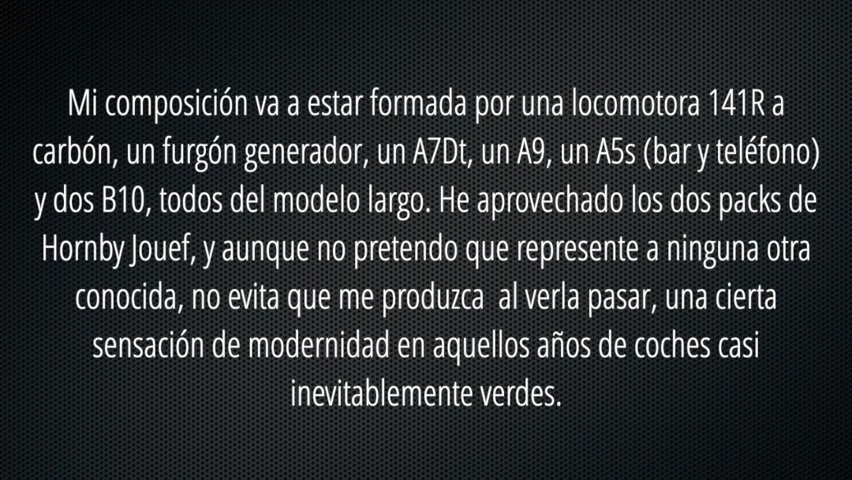 Mi composición va a estar formada por una locomotora 141R a
carbón, un furgón generador, un A7Dt, un A9, un A5s (bar y teléfono)
y dos B10, todos del modelo largo. He aprovechado los dos packs de
Hornby Jouef, y aunque no pretendo que represente a ninguna otra
conocida, no evita que me produzca  al verla pasar, una cierta
sensación de modernidad en aquellos años de coches casi
inevitablemente verdes.